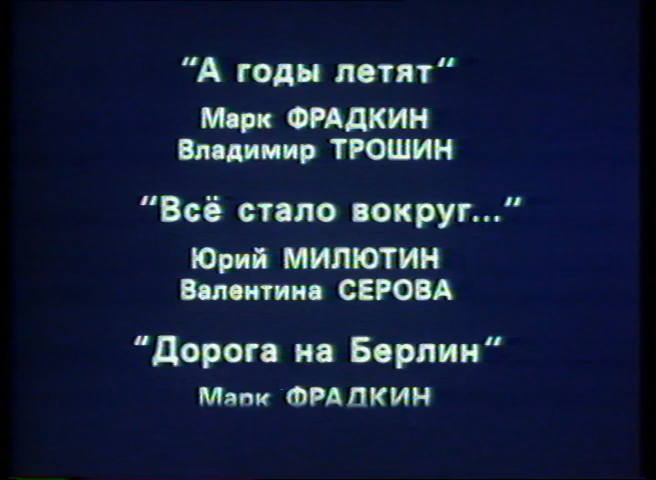 “А годы летят“
Марк ФРАДКИН
Владимир ТРОШИН
“Всё стало вокруг...“
Юрий МИЛЮТИН
Валентина СЕРОВА
“Дорога на Берлин“
Марк ФРАДКИН